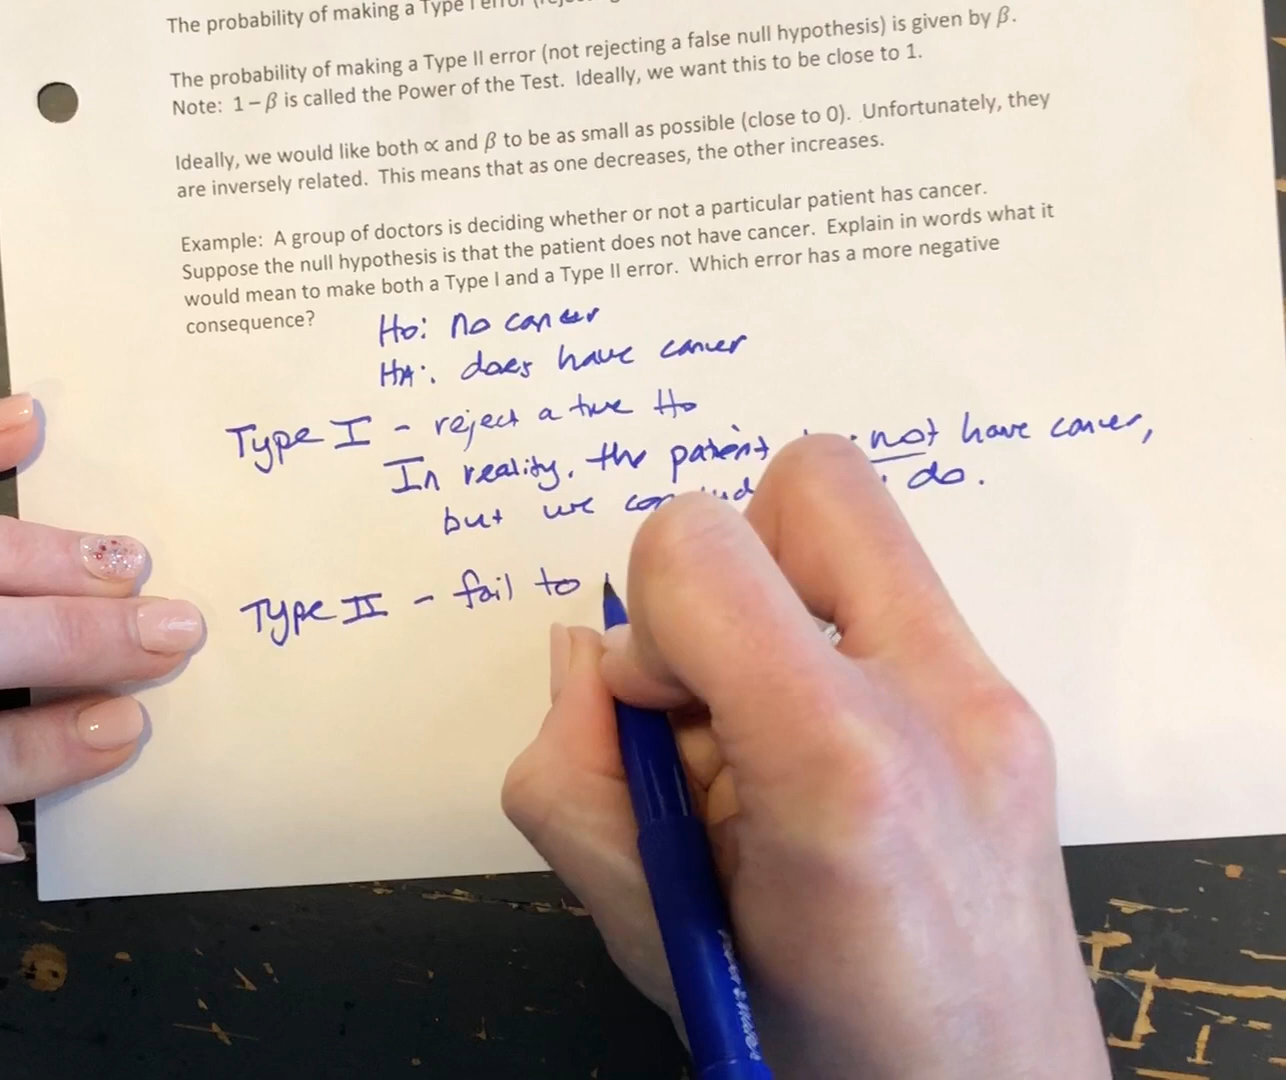 The probability of making a Type I error
The probability of making a Type II error (not rejecting a false null hypothesis) is given by β.
Note: 1 − β is called the Power of the Test. Ideally, we want this to be close to 1.
Ideally, we would like both ∝ and β to be as small as possible (close to 0). Unfortunately, they
are inversely related. This means that as one decreases, the other increases.
Example: A group of doctors is deciding whether or not a particular patient has cancer.
Suppose the null hypothesis is that the patient does not have cancer. Explain in words what it
would mean to make both a Type I and a Type II error. Which error has a more negative
consequence?
Ho: no cancer
HA: does have cancer
Type I - reject a true Ho
In reality, the patient not have cancer,
but we do.
Type II - fail to